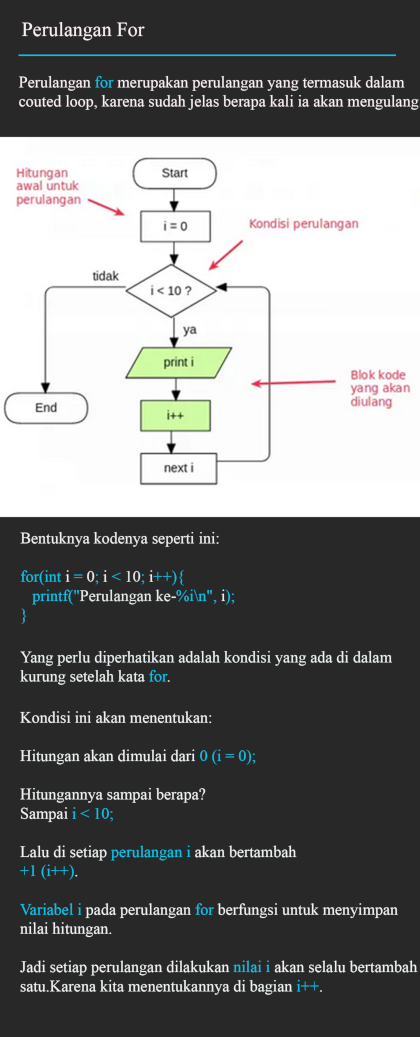 Perulangan For
Perulangan for merupakan perulangan yang termasuk dalam
couted loop, karena sudah jelas berapa kali ia akan mengulang
Hitungan
awal untuk
perulangan
Start
i = 0
Kondisi perulangan
tidak
i < 10 ?
ya
print i
Blok kode
yang akan
diulang
End
i++
next i
Bentuknya kodenya seperti ini:
for(int i = 0; i < 10; i++){
printf("Perulangan ke-%i\n", i);
}
Yang perlu diperhatikan adalah kondisi yang ada di dalam
kurung setelah kata for.
Kondisi ini akan menentukan:
Hitungan akan dimulai dari 0 (i = 0);
Hitungannya sampai berapa?
Sampai i < 10;
Lalu di setiap perulangan i akan bertambah
+1 (i++).
Variabel i pada perulangan for berfungsi untuk menyimpan
nilai hitungan.
Jadi setiap perulangan dilakukan nilai i akan selalu bertambah
satu.Karena kita menentukannya di bagian i++.